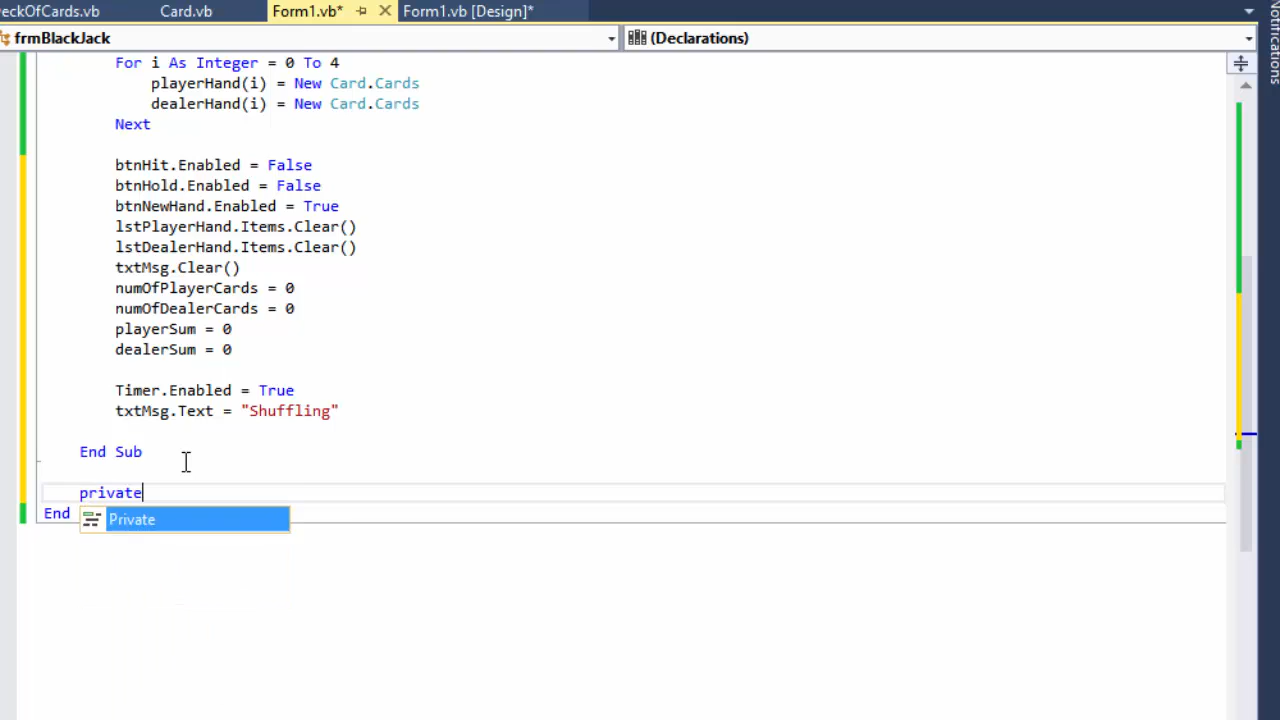 eckOfCards.vb Card.vb Form1.vb* Form1.vb [Design]*
frmBlackJack (Declarations)
For i As Integer = 0 To 4
playerHand(i) = New Card.Cards
dealerHand(i) = New Card.Cards
Next
btnHit.Enabled = False
btnHold.Enabled = False
btnNewHand.Enabled = True
lstPlayerHand.Items.Clear()
lstDealerHand.Items.Clear()
txtMsg.Clear()
numOfPlayerCards = 0
numOfDealerCards = 0
playerSum = 0
dealerSum = 0
Timer.Enabled = True
txtMsg.Text = "Shuffling"
End Sub
private
End
Private
Notifications